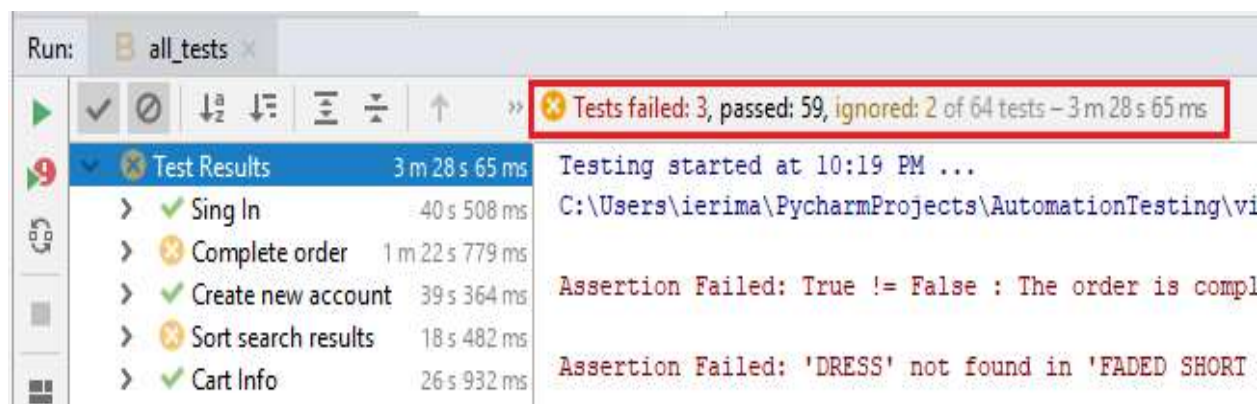 Run: all_tests
Tests failed: 3, passed: 59, ignored: 2 of 64 tests – 3 m 28 s 65 ms
Test Results 3 m 28 s 65 ms
Sing In 40 s 508 ms
Complete order 1 m 22 s 779 ms
Create new account 39 s 364 ms
Sort search results 18 s 482 ms
Cart Info 26 s 932 ms
Testing started at 10:19 PM ...
C:\Users\ierima\PycharmProjects\AutomationTesting\vi
Assertion Failed: True != False : The order is compl
Assertion Failed: 'DRESS' not found in 'FADED SHORT